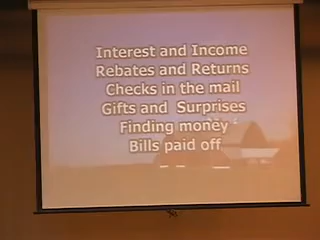 Interest and Income
Rebates and Returns
Checks in the mail
Gifts and Surprises
Finding money
Bills paid off